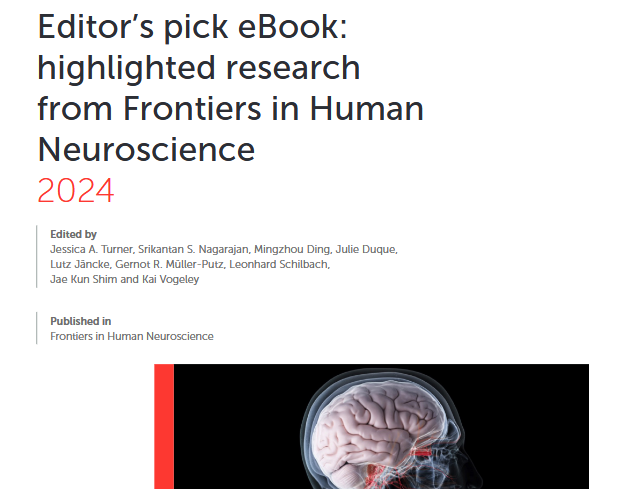 Editor’s pick eBook:
highlighted research
from Frontiers in Human
Neuroscience
2024
Edited by
Jessica A. Turner, Srikantan S. Nagarajan, Mingzhou Ding, Julie Duque,
Lutz Jäncke, Gernot R. Müller-Putz, Leonhard Schilbach,
Jae Kun Shim and Kai Vogeley
Published in
Frontiers in Human Neuroscience